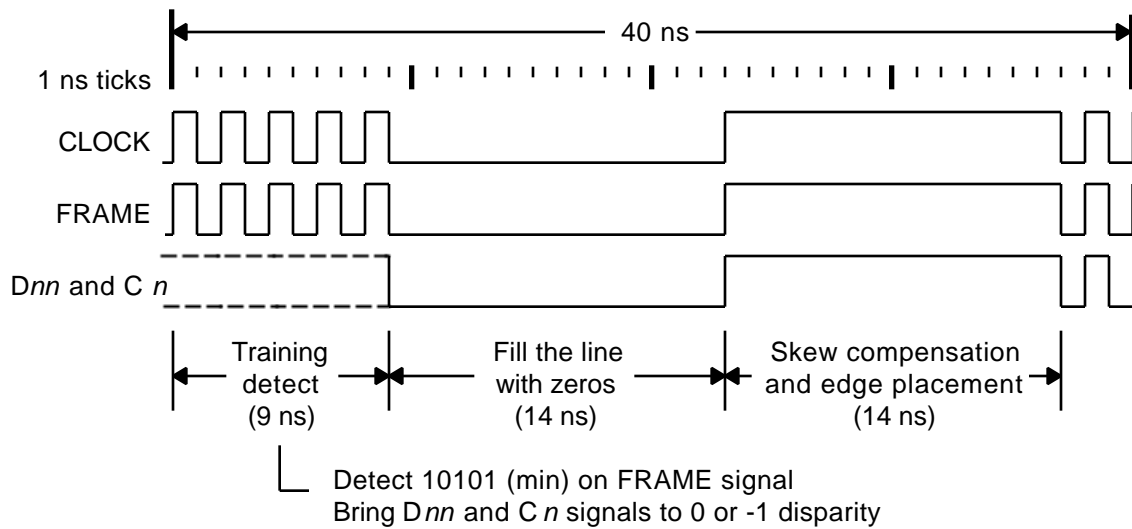 40 ns
1 ns ticks
CLOCK
FRAME
Dnn and C n
Training
detect
(9 ns)
Fill the line
with zeros
(14 ns)
Skew compensation
and edge placement
(14 ns)
Detect 10101 (min) on FRAME signal
Bring Dnn and C n signals to 0 or -1 disparity